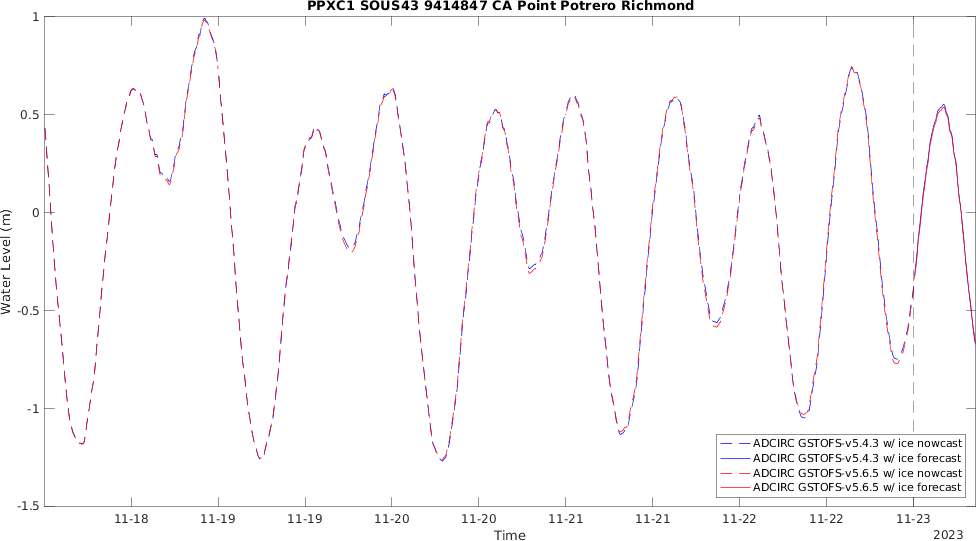 PPXC1 SOUS43 9414847 CA Point Potrero Richmond
1
0.5
0
-0.5
-1
-1.5
Water Level (m)
ADCIRC GSTOFS-v5.4.3 w/ ice nowcast
ADCIRC GSTOFS-v5.4.3 w/ ice forecast
ADCIRC GSTOFS-v5.6.5 w/ ice nowcast
ADCIRC GSTOFS-v5.6.5 w/ ice forecast
11-18 11-19 11-19 11-20 11-20 11-21 11-21 11-22 11-22 11-23
Time
2023